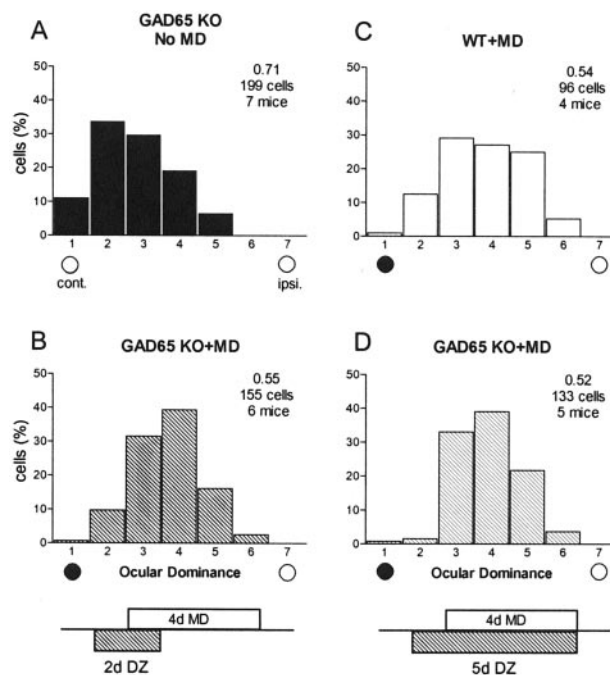 A
GAD65 KO
No MD
0.71
199 cells
7 mice
cells (%)
50
40
30
20
10
0
1 2 3 4 5 6 7
cont.
ipsi.
C
WT+MD
0.54
96 cells
4 mice
50
40
30
20
10
0
1 2 3 4 5 6 7
B
GAD65 KO+MD
0.55
155 cells
6 mice
cells (%)
50
40
30
20
10
0
1 2 3 4 5 6 7
Ocular Dominance
4d MD
2d DZ
D
GAD65 KO+MD
0.52
133 cells
5 mice
50
40
30
20
10
0
1 2 3 4 5 6 7
Ocular Dominance
4d MD
5d DZ